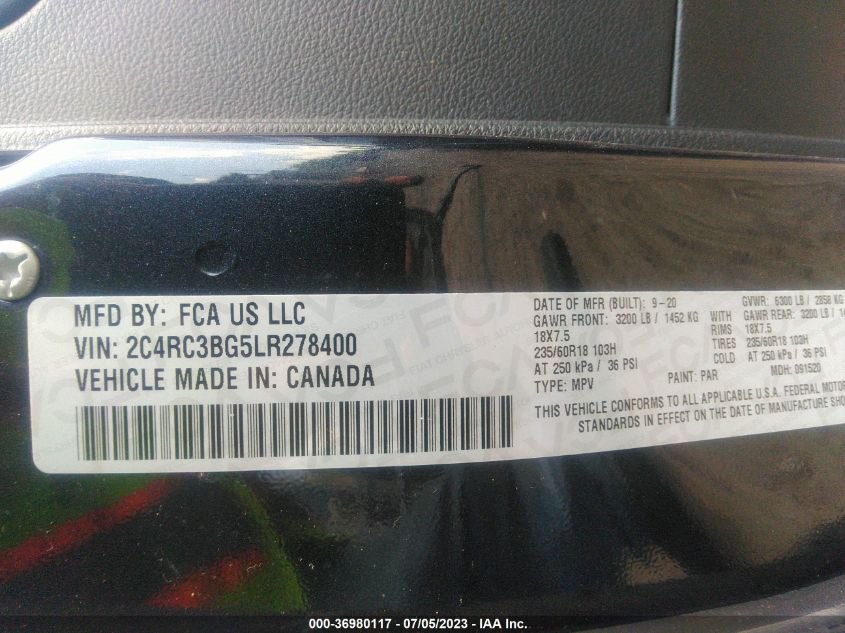 MFD BY: FCA US LLC
VIN: 2C4RC3BG5LR278400
VEHICLE MADE IN: CANADA
DATE OF MFR (BUILT): 9-20 GVWR: 6300 LB / 2858 KG
GAWR FRONT: 3200 LB / 1452 KG WITH GAWR REAR: 3200 LB /
18X7.5 RIMS 18X7.5
235/60R18 103H TIRES 235/60R18 103H
AT 250 kPa / 36 PSI COLD AT 250 kPa / 36 PSI
TYPE: MPV PAINT: PAR MDH: 091520
THIS VEHICLE CONFORMS TO ALL APPLICABLE U.S.A. FEDERAL MOTOR
STANDARDS IN EFFECT ON THE DATE OF MANUFACTURE
000-36980117 - 07/05/2023 - IAA Inc.